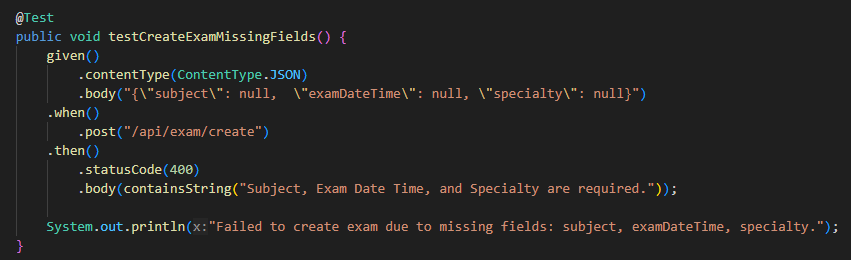 @Test
public void testCreateExamMissingFields() {
    given()
        .contentType(ContentType.JSON)
        .body("{\"subject\": null,  \"examDateTime\": null, \"specialty\": null}")
    .when()
        .post("/api/exam/create")
    .then()
        .statusCode(400)
        .body(containsString("Subject, Exam Date Time, and Specialty are required."));

    System.out.println(x:"Failed to create exam due to missing fields: subject, examDateTime, specialty.");
}